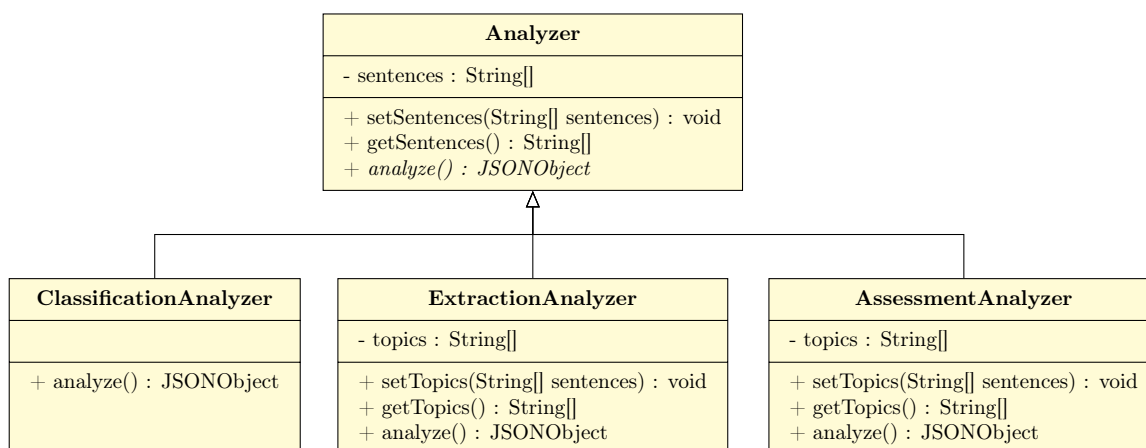 Analyzer
- sentences : String[]
+ setSentences(String[] sentences) : void
+ getSentences() : String[]
+ analyze() : JSONObject
ClassificationAnalyzer
+ analyze() : JSONObject
ExtractionAnalyzer
- topics : String[]
+ setTopics(String[] sentences) : void
+ getTopics() : String[]
+ analyze() : JSONObject
AssessmentAnalyzer
- topics : String[]
+ setTopics(String[] sentences) : void
+ getTopics() : String[]
+ analyze() : JSONObject